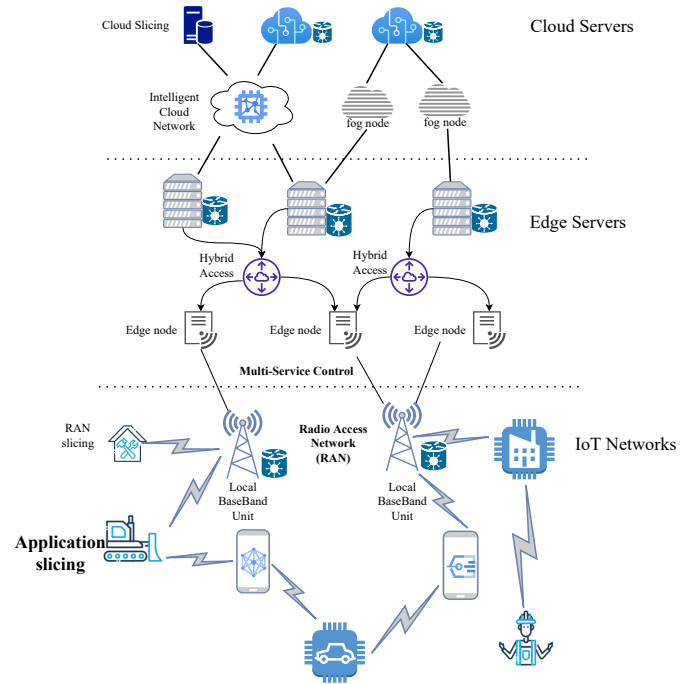 Cloud Slicing
Cloud Servers
Intelligent
Cloud
Network
fog node
fog node
Edge Servers
Hybrid
Access
Hybrid
Access
Edge node
Edge node
Edge node
Multi-Service Control
RAN
slicing
Radio Access
Network
(RAN)
IoT Networks
Local
BaseBand
Unit
Local
BaseBand
Unit
Application
slicing